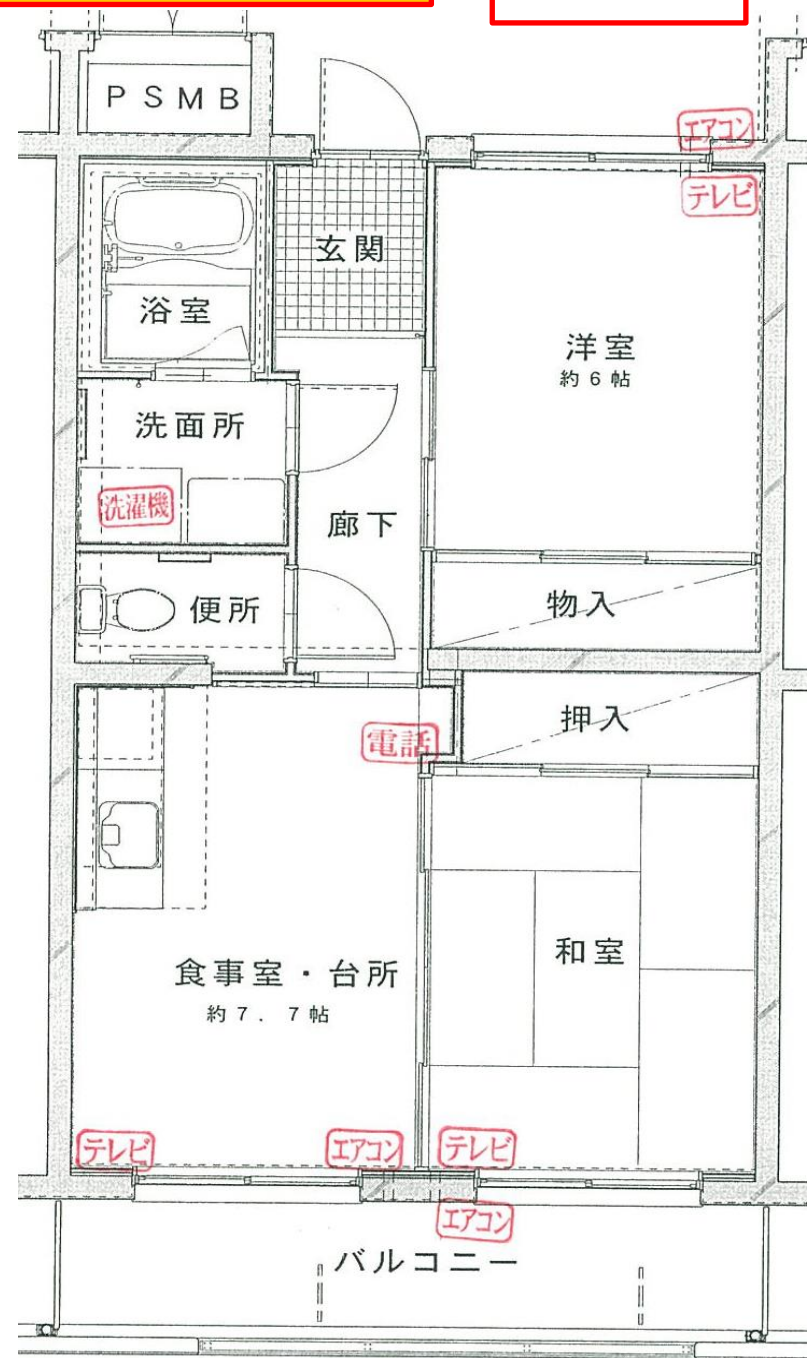 PSMB
エアコン
テレビ
玄関
浴室
洋室
約6帖
洗面所
洗濯機
廊下
便所
物入
押入
電話
和室
食事室・台所
約7.7帖
テレビ
エアコン
テレビ
エアコン
バルコニー